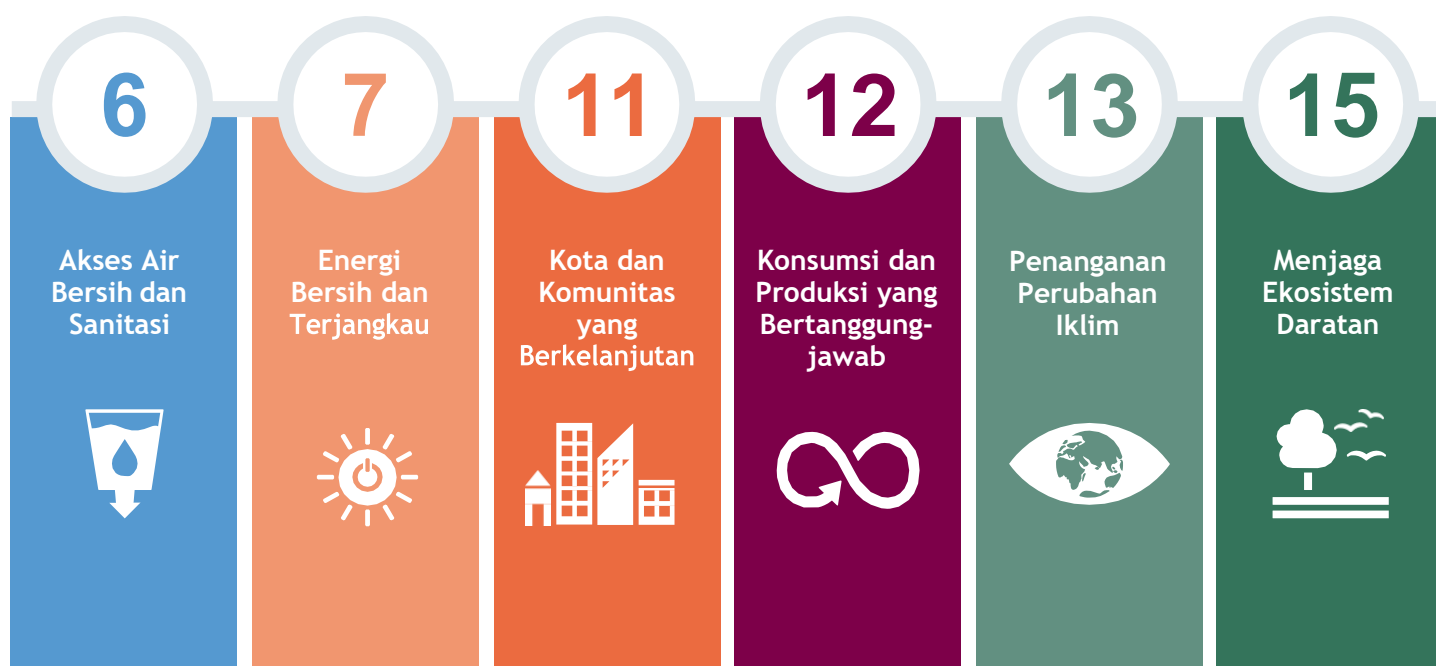 6
Akses Air
Bersih dan
Sanitasi
7
Energi
Bersih dan
Terjangkau
11
Kota dan
Komunitas
yang
Berkelanjutan
12
Konsumsi dan
Produksi yang
Bertanggung-
jawab
13
Penanganan
Perubahan
Iklim
15
Menjaga
Ekosistem
Daratan